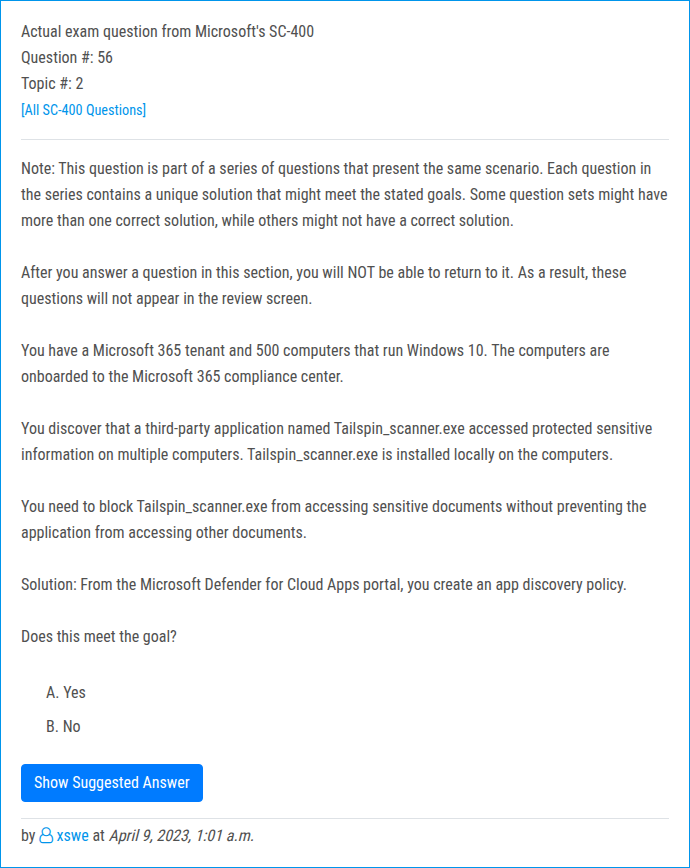 Actual exam question from Microsoft's SC-400
Question #: 56
Topic #: 2
[All SC-400 Questions]
Note: This question is part of a series of questions that present the same scenario. Each question in
the series contains a unique solution that might meet the stated goals. Some question sets might have
more than one correct solution, while others might not have a correct solution.
After you answer a question in this section, you will NOT be able to return to it. As a result, these
questions will not appear in the review screen.
You have a Microsoft 365 tenant and 500 computers that run Windows 10. The computers are
onboarded to the Microsoft 365 compliance center.
You discover that a third-party application named Tailspin_scanner.exe accessed protected sensitive
information on multiple computers. Tailspin_scanner.exe is installed locally on the computers.
You need to block Tailspin_scanner.exe from accessing sensitive documents without preventing the
application from accessing other documents.
Solution: From the Microsoft Defender for Cloud Apps portal, you create an app discovery policy.
Does this meet the goal?
A. Yes
B. No
Show Suggested Answer
by xswe at April 9, 2023, 1:01 a.m.